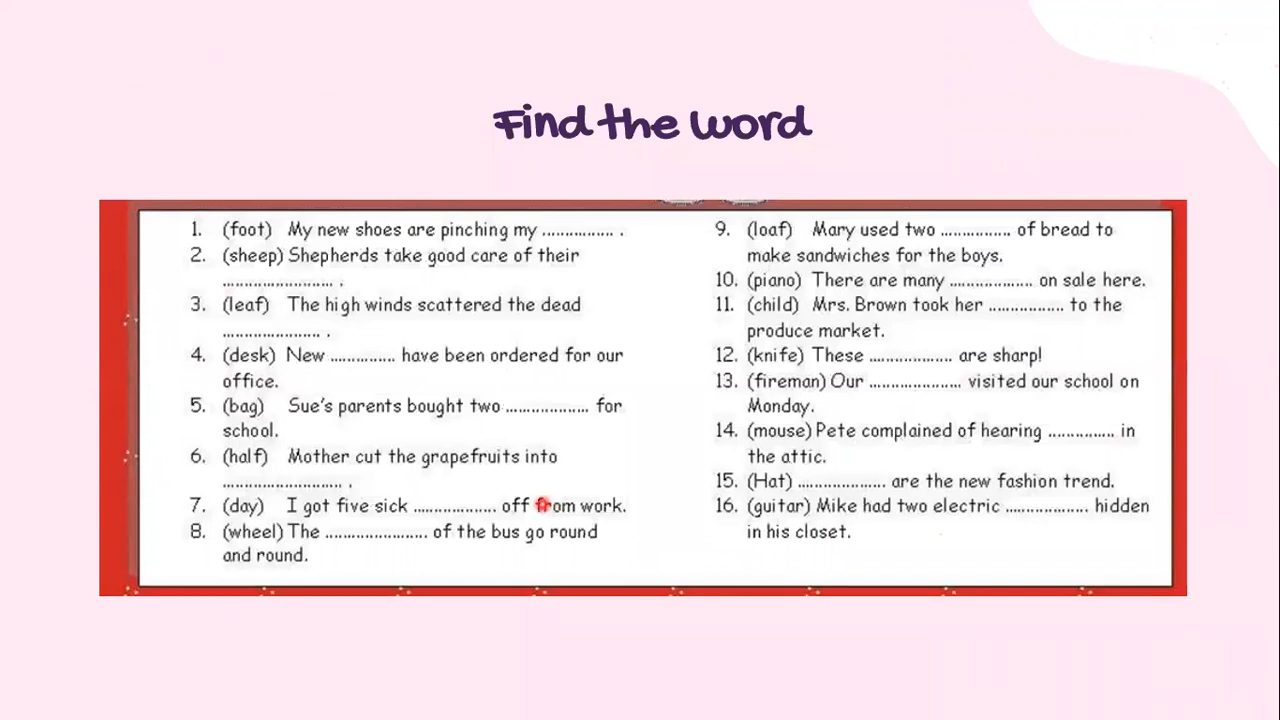 Find the word
1. (foot) My new shoes are pinching my ................ .
2. (sheep) Shepherds take good care of their
......................... .
3. (leaf) The high winds scattered the dead
...................... .
4. (desk) New .............. have been ordered for our
office.
5. (bag) Sue's parents bought two .................. for
school.
6. (half) Mother cut the grapefruits into
........................... .
7. (day) I got five sick .................. off from work.
8. (wheel) The ....................... of the bus go round
and round.
9. (loaf) Mary used two ............... of bread to
make sandwiches for the boys.
10. (piano) There are many .................. on sale here.
11. (child) Mrs. Brown took her ................ to the
produce market.
12. (knife) These .................. are sharp!
13. (fireman) Our .................... visited our school on
Monday.
14. (mouse) Pete complained of hearing .............. in
the attic.
15. (Hat) ................... are the new fashion trend.
16. (guitar) Mike had two electric .................. hidden
in his closet.